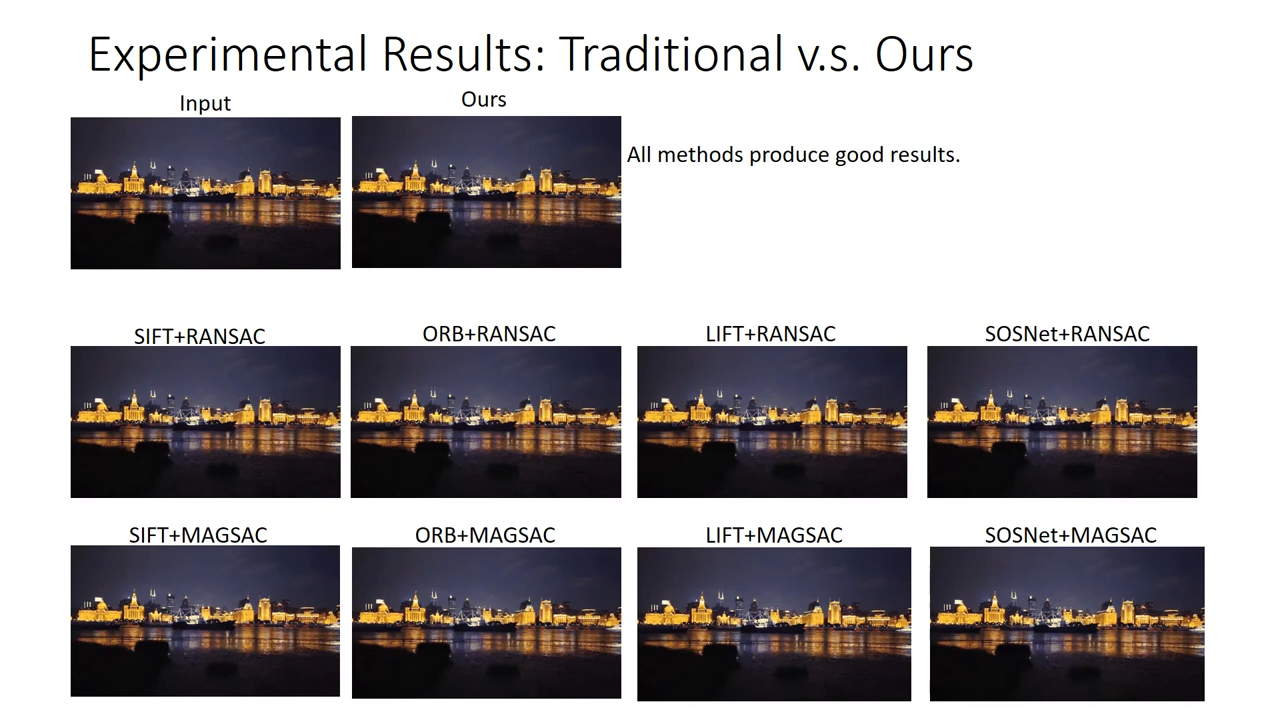 Experimental Results: Traditional v.s. Ours
Input
Ours
All methods produce good results.
SIFT+RANSAC
ORB+RANSAC
LIFT+RANSAC
SOSNet+RANSAC
SIFT+MAGSAC
ORB+MAGSAC
LIFT+MAGSAC
SOSNet+MAGSAC